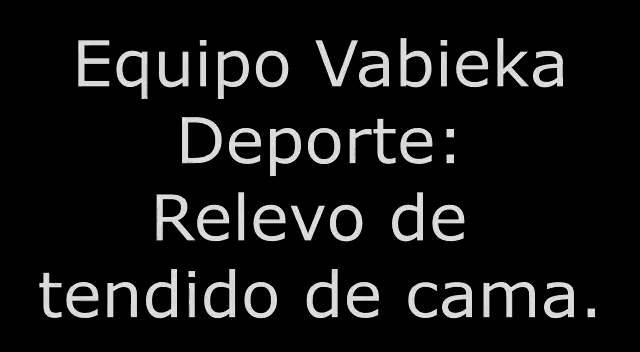 Equipo Vabieka
Deporte:
Relevo de
tendido de cama.